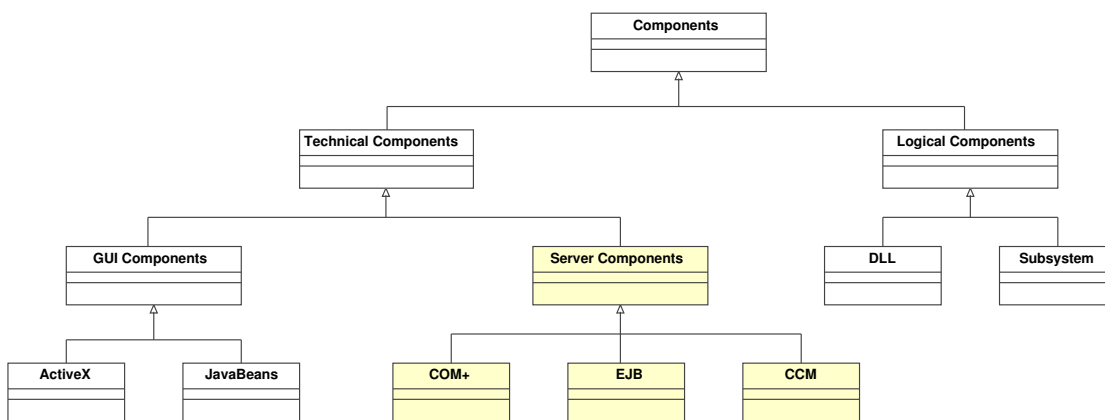 Components
Technical Components
Logical Components
GUI Components
Server Components
DLL
Subsystem
ActiveX
JavaBeans
COM+
EJB
CCM